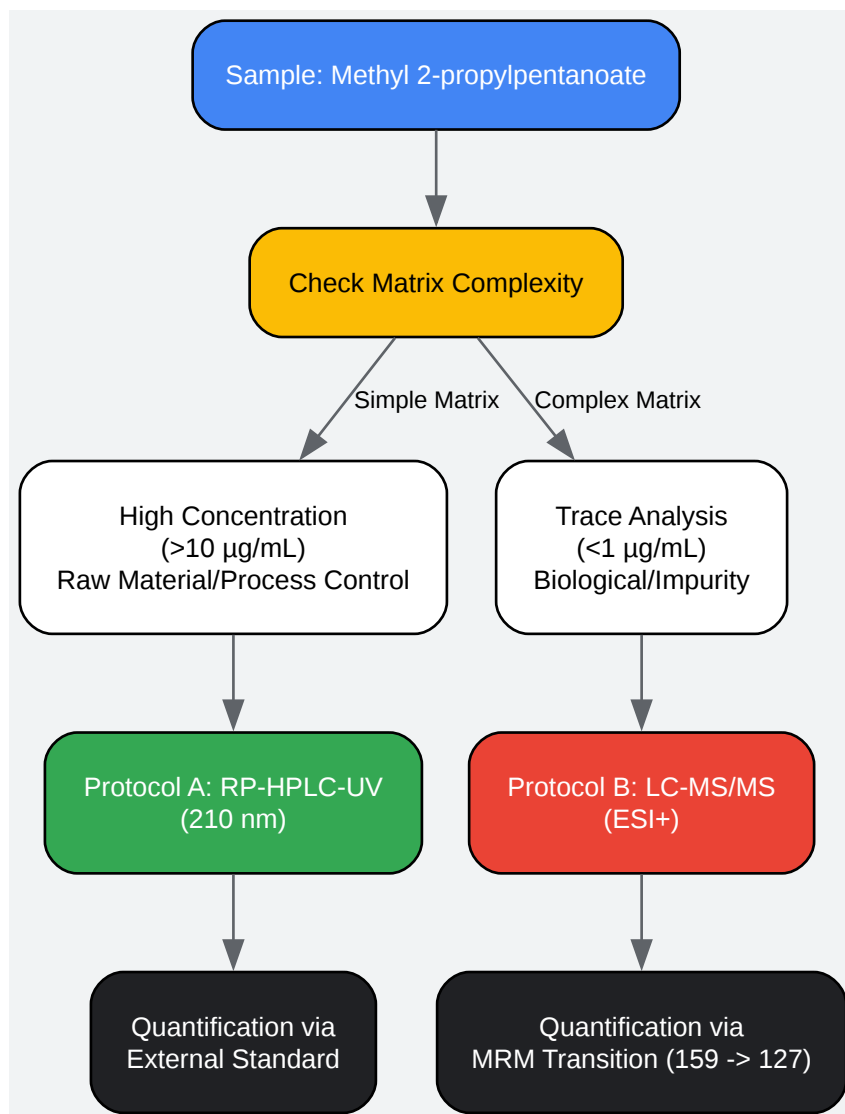 Sample: Methyl 2-propylpentanoate
Check Matrix Complexity
Simple Matrix
Complex Matrix
High Concentration
(>10 µg/mL)
Raw Material/Process Control
Trace Analysis
(<1 µg/mL)
Biological/Impurity
Protocol A: RP-HPLC-UV
(210 nm)
Protocol B: LC-MS/MS
(ESI+)
Quantification via
External Standard
Quantification via
MRM Transition (159 -> 127)